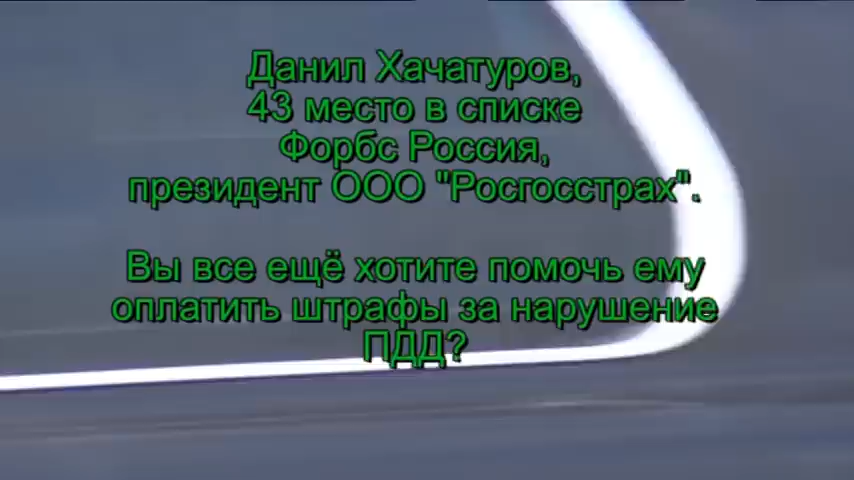 Данил Хачатуров,
43 место в списке
Форбс Россия,
президент ООО "Росгосстрах".
Вы все ещё хотите помочь ему
оплатить штрафы за нарушение
ПДД?